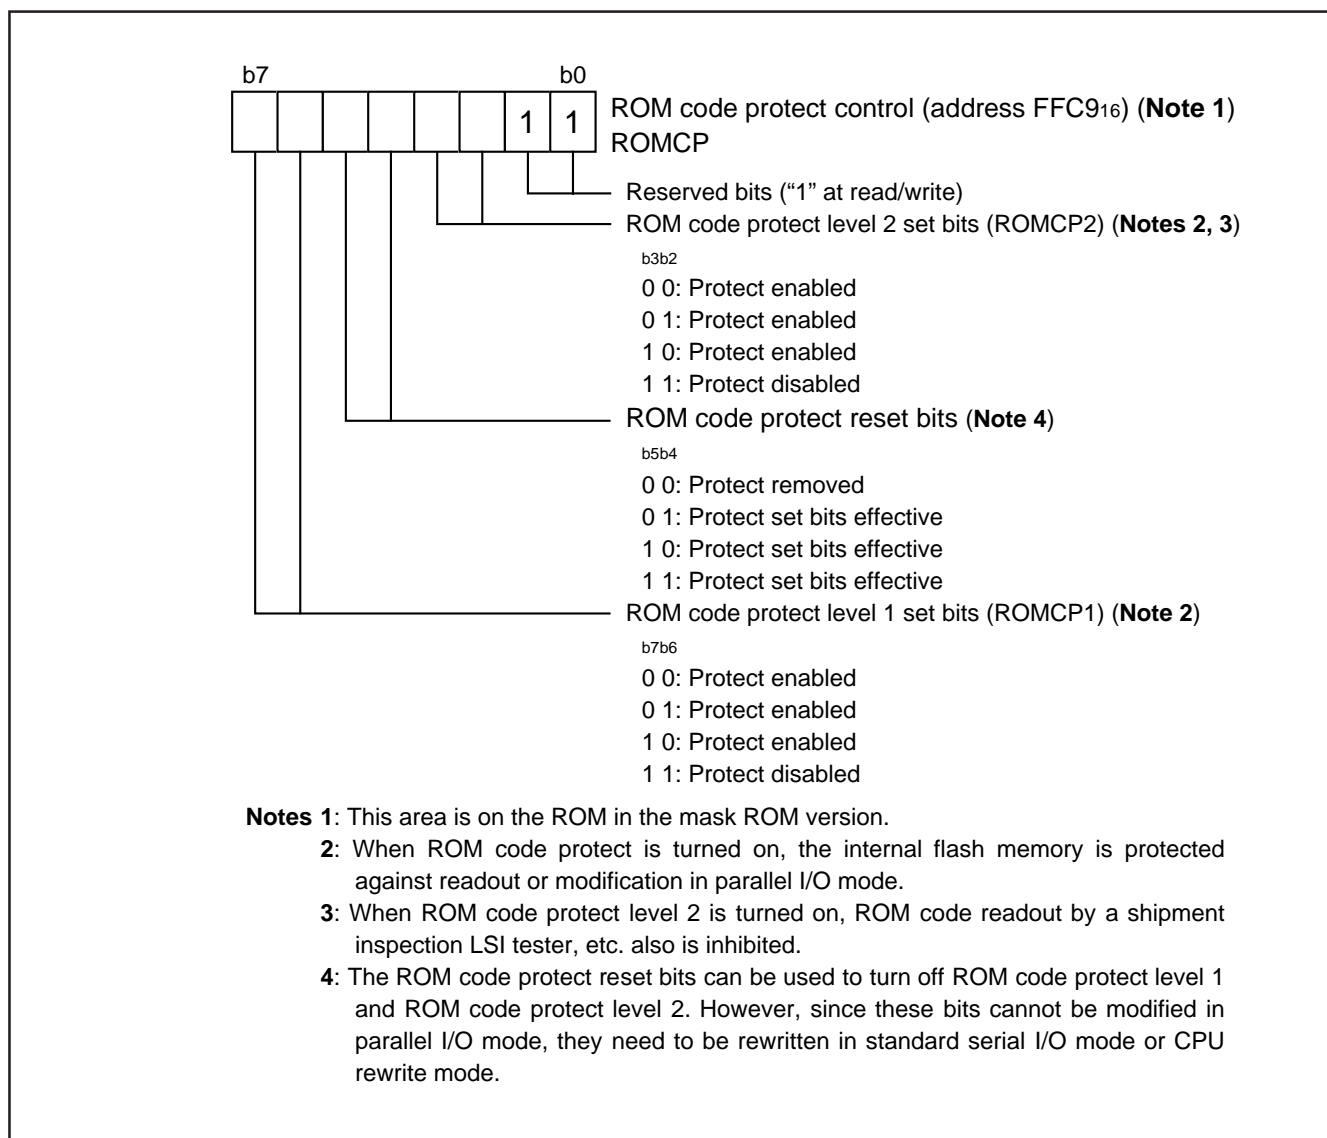 b7 b0
1 1
ROM code protect control (address FFC916) (Note 1)
ROMCP
Reserved bits (“1” at read/write)
ROM code protect level 2 set bits (ROMCP2) (Notes 2, 3)
b3b2
0 0: Protect enabled
0 1: Protect enabled
1 0: Protect enabled
1 1: Protect disabled
ROM code protect reset bits (Note 4)
b5b4
0 0: Protect removed
0 1: Protect set bits effective
1 0: Protect set bits effective
1 1: Protect set bits effective
ROM code protect level 1 set bits (ROMCP1) (Note 2)
b7b6
0 0: Protect enabled
0 1: Protect enabled
1 0: Protect enabled
1 1: Protect disabled
Notes 1: This area is on the ROM in the mask ROM version.
2: When ROM code protect is turned on, the internal flash memory is protected
against readout or modification in parallel I/O mode.
3: When ROM code protect level 2 is turned on, ROM code readout by a shipment
inspection LSI tester, etc. also is inhibited.
4: The ROM code protect reset bits can be used to turn off ROM code protect level 1
and ROM code protect level 2. However, since these bits cannot be modified in
parallel I/O mode, they need to be rewritten in standard serial I/O mode or CPU
rewrite mode.